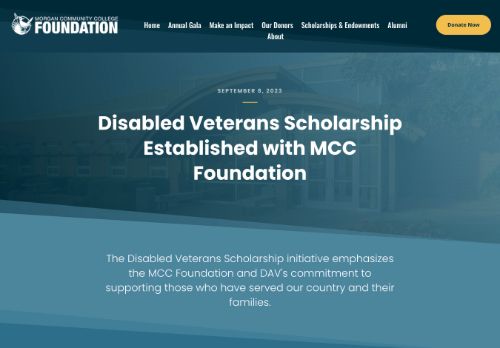 MORGAN COMMUNITY COLLEGE
FOUNDATION
Home Annual Gala Make an Impact Our Donors Scholarships & Endowments Alumni
About
Donate Now
SEPTEMBER 8, 2023
Disabled Veterans Scholarship
Established with MCC
Foundation
The Disabled Veterans Scholarship initiative emphasizes
the MCC Foundation and DAV's commitment to
supporting those who have served our country and their
families.